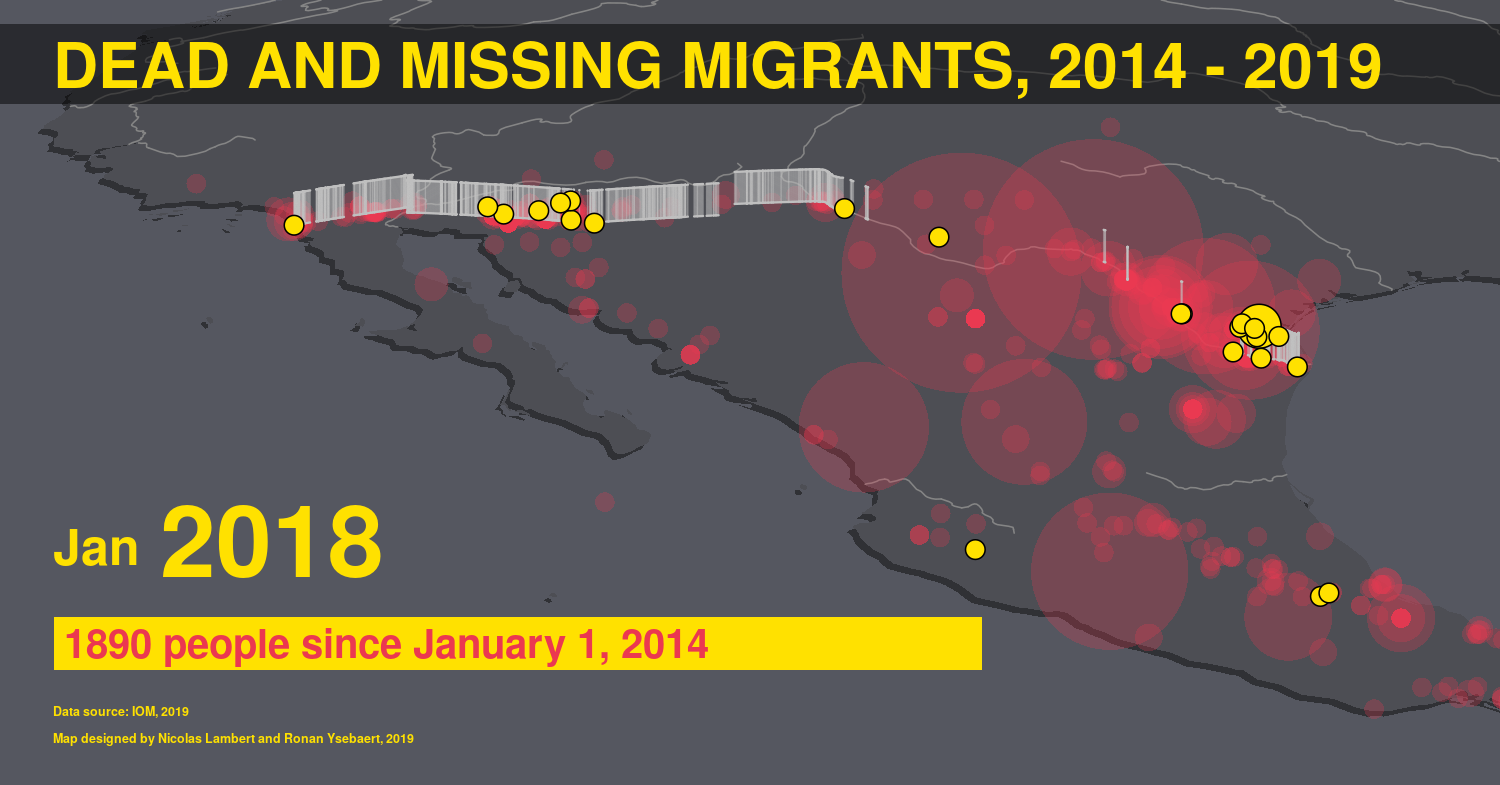 DEAD AND MISSING MIGRANTS, 2014 - 2019
Jan 2018
1890 people since January 1, 2014
Data source: IOM, 2019
Map designed by Nicolas Lambert and Ronan Ysebaert, 2019